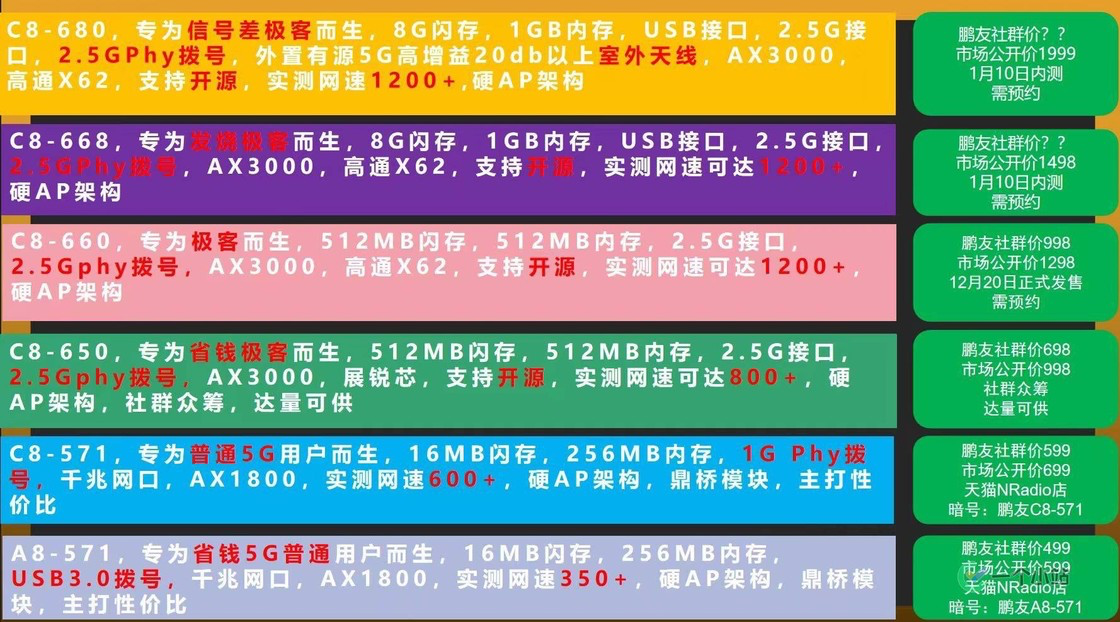 C8-680，专为信号差极客而生，8G闪存，1GB内存，USB接口，2.5G接
口，2.5GPhy拨号，外置有源5G高增益20db以上室外天线，AX3000，
高通X62，支持开源，实测网速1200+,硬AP架构
鹏友社群价？？
市场公开价1999
1月10日内测
需预约
C8-668，专为发烧极客而生，8G闪存，1GB内存，USB接口，2.5G接口，
2.5GPhy拨号，AX3000，高通X62，支持开源，实测网速可达1200+，
硬AP架构
鹏友社群价？？
市场公开价1498
1月10日内测
需预约
C8-660，专为极客而生，512MB闪存，512MB内存，2.5G接口，
2.5Gphy拨号，AX3000，高通X62，支持开源，实测网速可达1200+，
硬AP架构
鹏友社群价998
市场公开价1298
12月20日正式发售
需预约
C8-650，专为省钱极客而生，512MB闪存，512MB内存，2.5G接口，
2.5Gphy拨号，AX3000，展锐芯，支持开源，实测网速可达800+，硬
AP架构，社群众筹，达量可供
鹏友社群价698
市场公开价998
社群众筹
达量可供
C8-571，专为普通5G用户而生，16MB闪存，256MB内存，1G Phy拨
号，千兆网口，AX1800，实测网速600+，硬AP架构，鼎桥模块，主打性
价比
鹏友社群价599
市场公开价699
天猫NRadio店
暗号：鹏友C8-571
A8-571，专为省钱5G普通用户而生，16MB闪存，256MB内存，
USB3.0拨号，千兆网口，AX1800，实测网速350+，硬AP架构，鼎桥模
块，主打性价比
鹏友社群价499
市场公开价599
天猫NRadio店
暗号：鹏友A8-571
一个小站